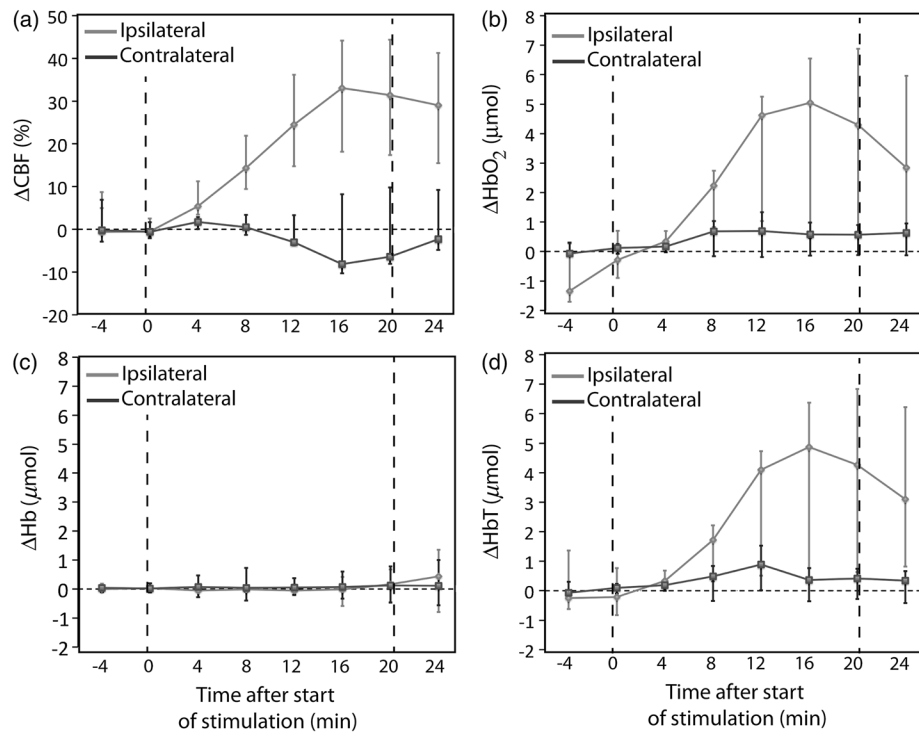 (a)
50
40
30
20
10
0
-10
-20
ΔCBF (%)
Ipsilateral
Contralateral
-4 0 4 8 12 16 20 24
(b)
8
7
6
5
4
3
2
1
0
-1
-2
ΔHbO2 (μmol)
Ipsilateral
Contralateral
-4 0 4 8 12 16 20 24
(c)
8
7
6
5
4
3
2
1
0
-1
-2
ΔHb (μmol)
Ipsilateral
Contralateral
-4 0 4 8 12 16 20 24
Time after start
of stimulation (min)
(d)
8
7
6
5
4
3
2
1
0
-1
-2
ΔHbT (μmol)
Ipsilateral
Contralateral
-4 0 4 8 12 16 20 24
Time after start
of stimulation (min)